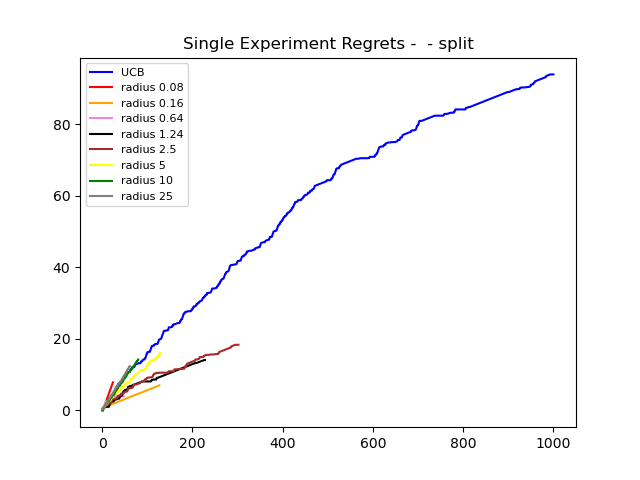 Single Experiment Regrets -  - split
UCB
radius 0.08
radius 0.16
radius 0.64
radius 1.24
radius 2.5
radius 5
radius 10
radius 25
80
60
40
20
0
0 200 400 600 800 1000